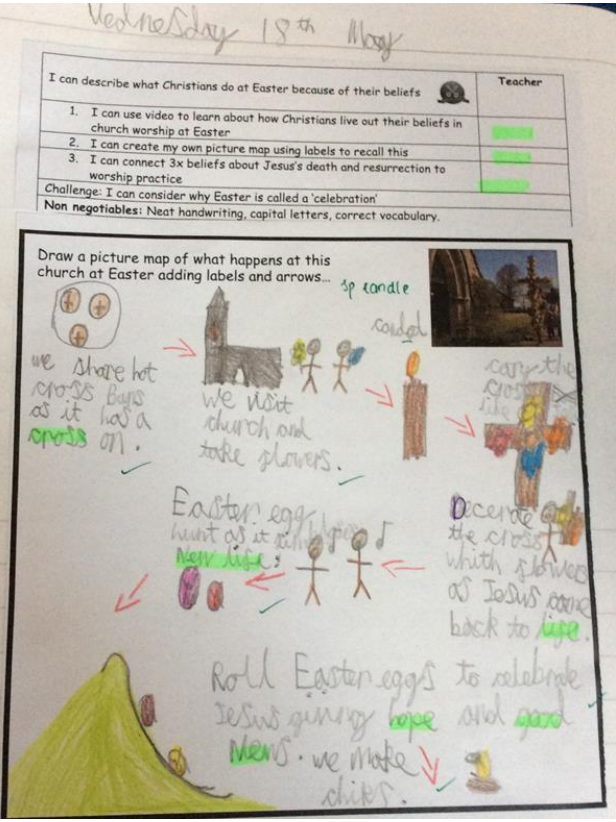 Wednesday 18th May
I can describe what Christians do at Easter because of their beliefs
Teacher
1. I can use video to learn about how Christians live out their beliefs in
church worship at Easter
2. I can create my own picture map using labels to recall this
3. I can connect 3x beliefs about Jesus's death and resurrection to
worship practice
Challenge: I can consider why Easter is called a 'celebration'
Non negotiables: Neat handwriting, capital letters, correct vocabulary.
Draw a picture map of what happens at this
church at Easter adding labels and arrows...
sp candle
we share hot
cross Buns
as it has a
cross on.
we visit
church and
take flowers.
candel
cary the
cross
like
Decerate
the cross
which flowers
as Jesus came
back to life.
Easter egg
hunt as it
New life
Roll Easter eggs to celebrate
Jesus giving hope and good
News. we make
chiks.